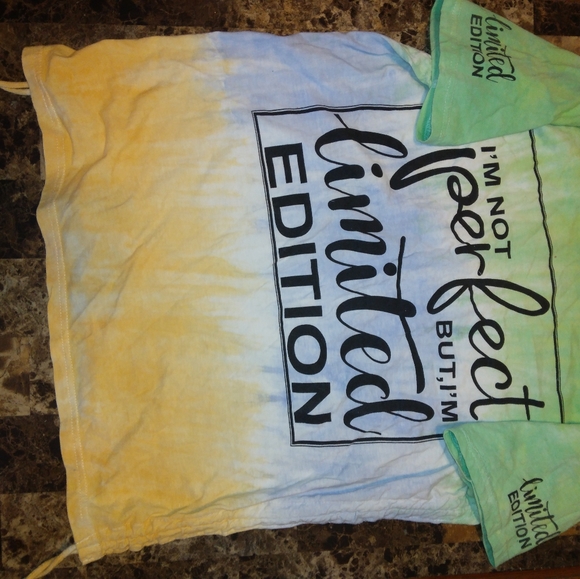 I'M NOT
perfect
BUT,I'M
limited
EDITION
limited
EDITION
limited
EDITION